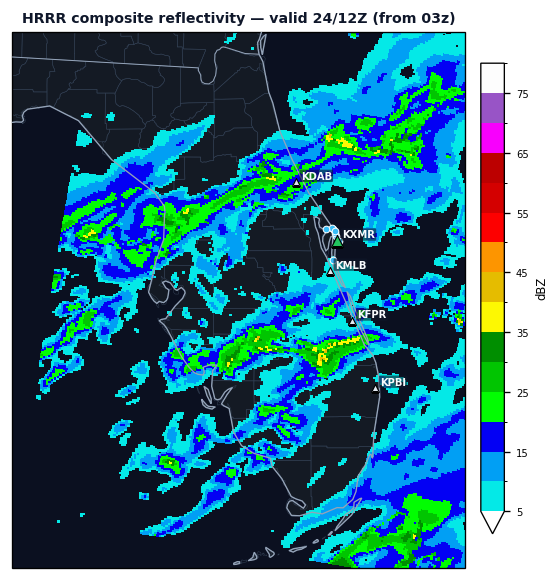 HRRR composite reflectivity — valid 24/12Z (from 03z)
KDAB
KXMR
KMLB
KFPR
KPBI
75
65
55
45
35
25
15
5
dBZ